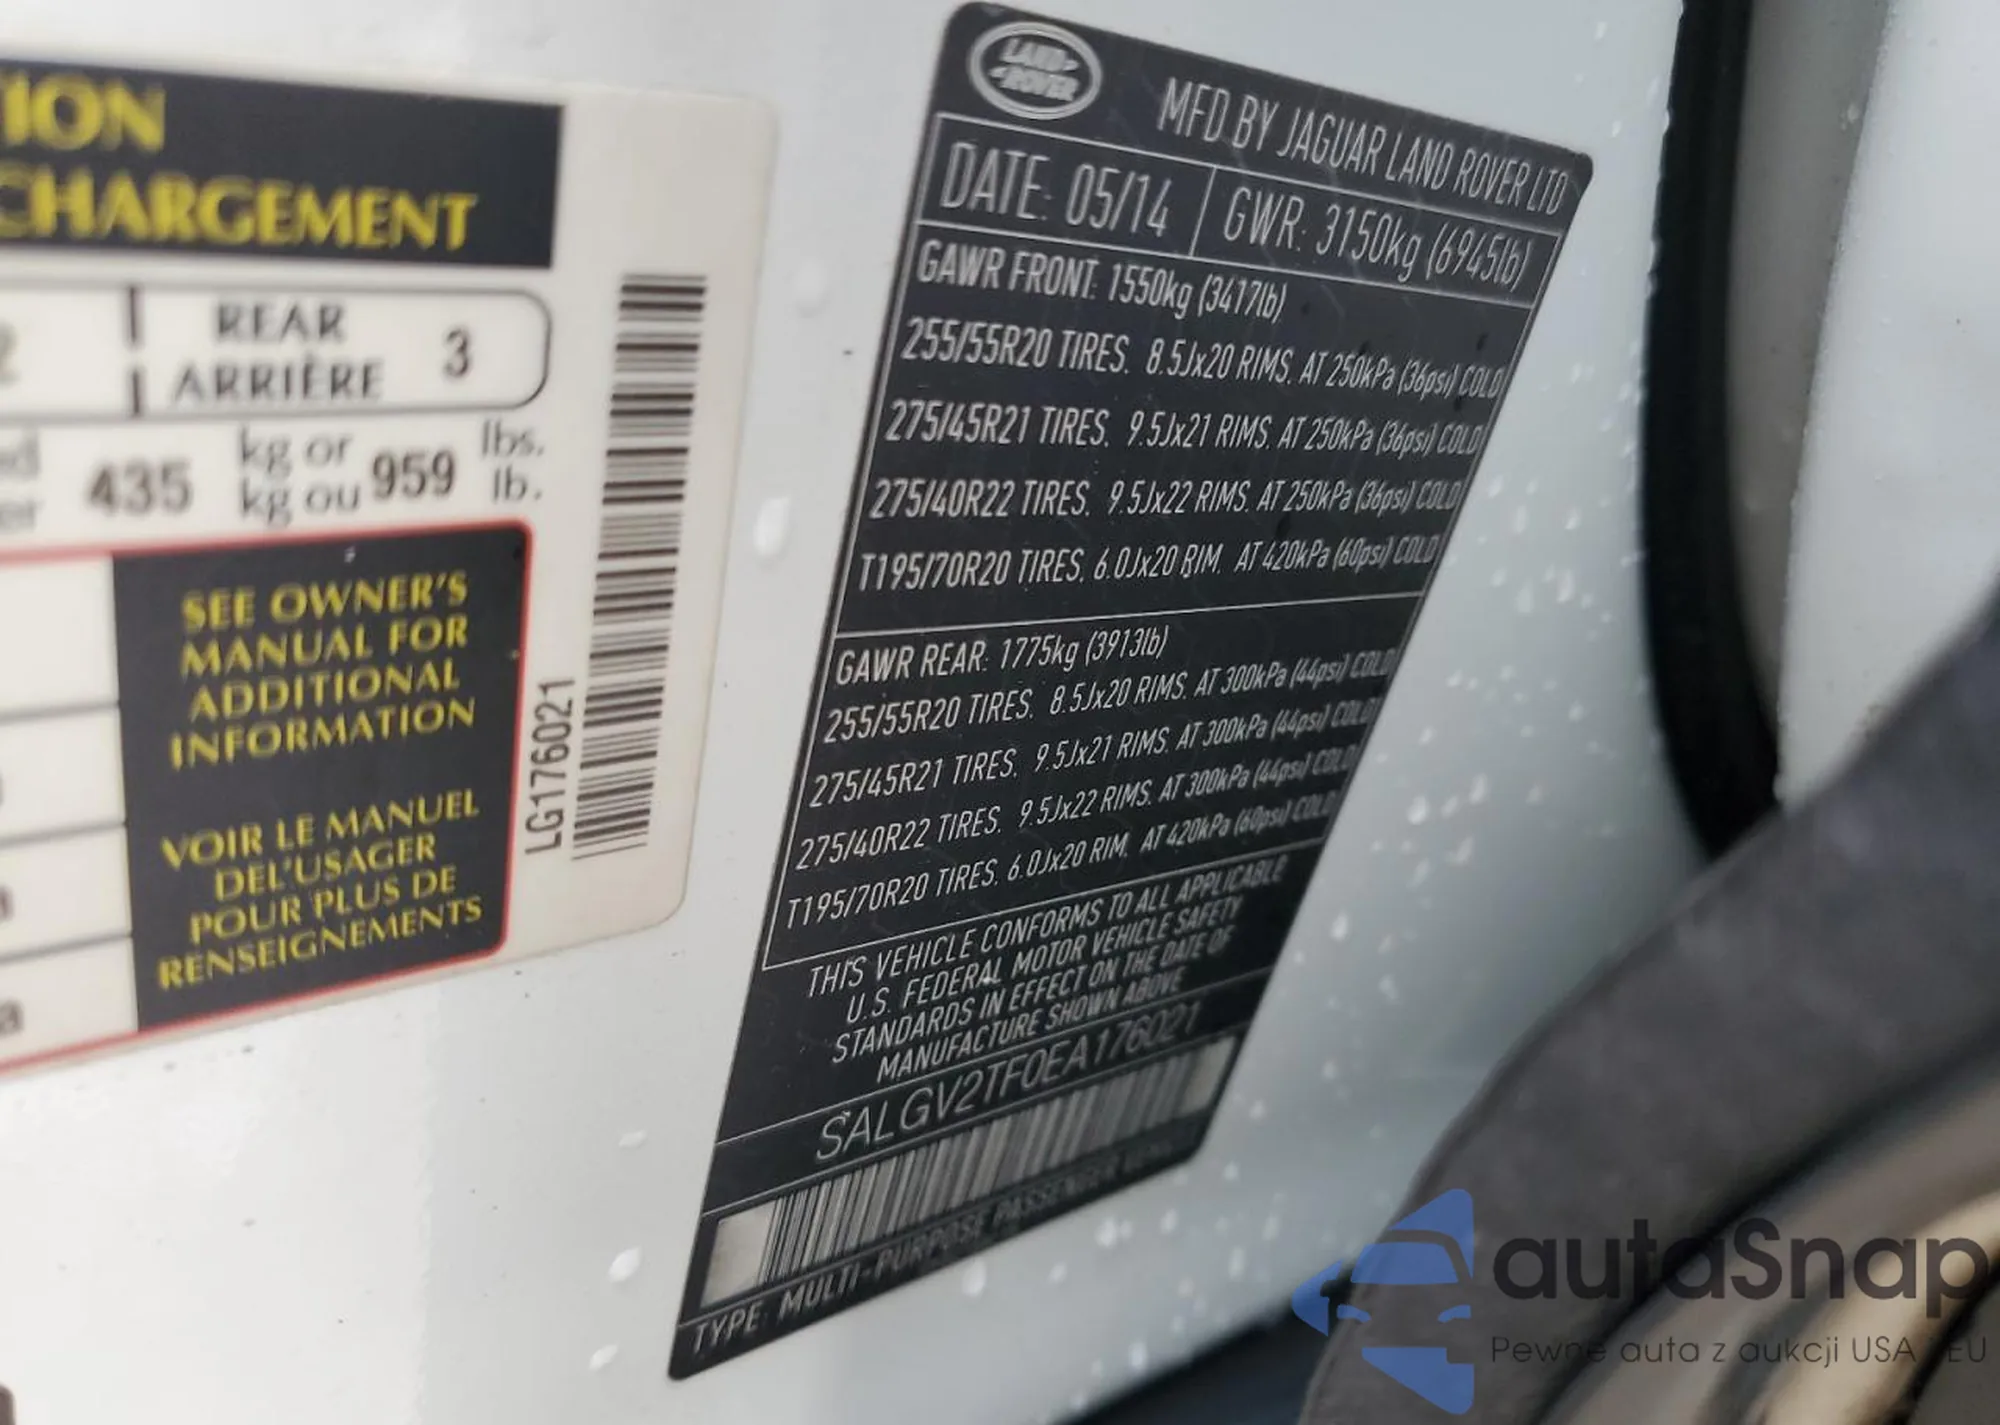 TION
CHARGEMENT
REAR
ARRIÈRE 3
435 kg or 959 lbs.
kg ou lb.
SEE OWNER'S
MANUAL FOR
ADDITIONAL
INFORMATION
VOIR LE MANUEL
DEL'USAGER
POUR PLUS DE
RENSEIGNEMENTS
LG176021
LAND
ROVER
MFD BY JAGUAR LAND ROVER LTD
DATE: 05/14 GWR: 3150kg (6945lb)
GAWR FRONT: 1550kg (3417lb)
255/55R20 TIRES. 8.5Jx20 RIMS. AT 250kPa (36psi) COLD
275/45R21 TIRES. 9.5Jx21 RIMS. AT 250kPa (36psi) COLD
275/40R22 TIRES. 9.5Jx22 RIMS. AT 250kPa (36psi) COLD
T195/70R20 TIRES. 6.0Jx20 RIM. AT 420kPa (60psi) COLD
GAWR REAR: 1775kg (3913lb)
255/55R20 TIRES. 8.5Jx20 RIMS. AT 300kPa (44psi) COLD
275/45R21 TIRES. 9.5Jx21 RIMS. AT 300kPa (44psi) COLD
275/40R22 TIRES. 9.5Jx22 RIMS. AT 300kPa (44psi) COLD
T195/70R20 TIRES. 6.0Jx20 RIM. AT 420kPa (60psi) COLD
THIS VEHICLE CONFORMS TO ALL APPLICABLE
U.S. FEDERAL MOTOR VEHICLE SAFETY
STANDARDS IN EFFECT ON THE DATE OF
MANUFACTURE SHOWN ABOVE
SALGV2TF0EA176021
TYPE: MULTI-PURPOSE PASSENGER VEHICLE
autoSnap
Pewne auta z aukcji USA i EU